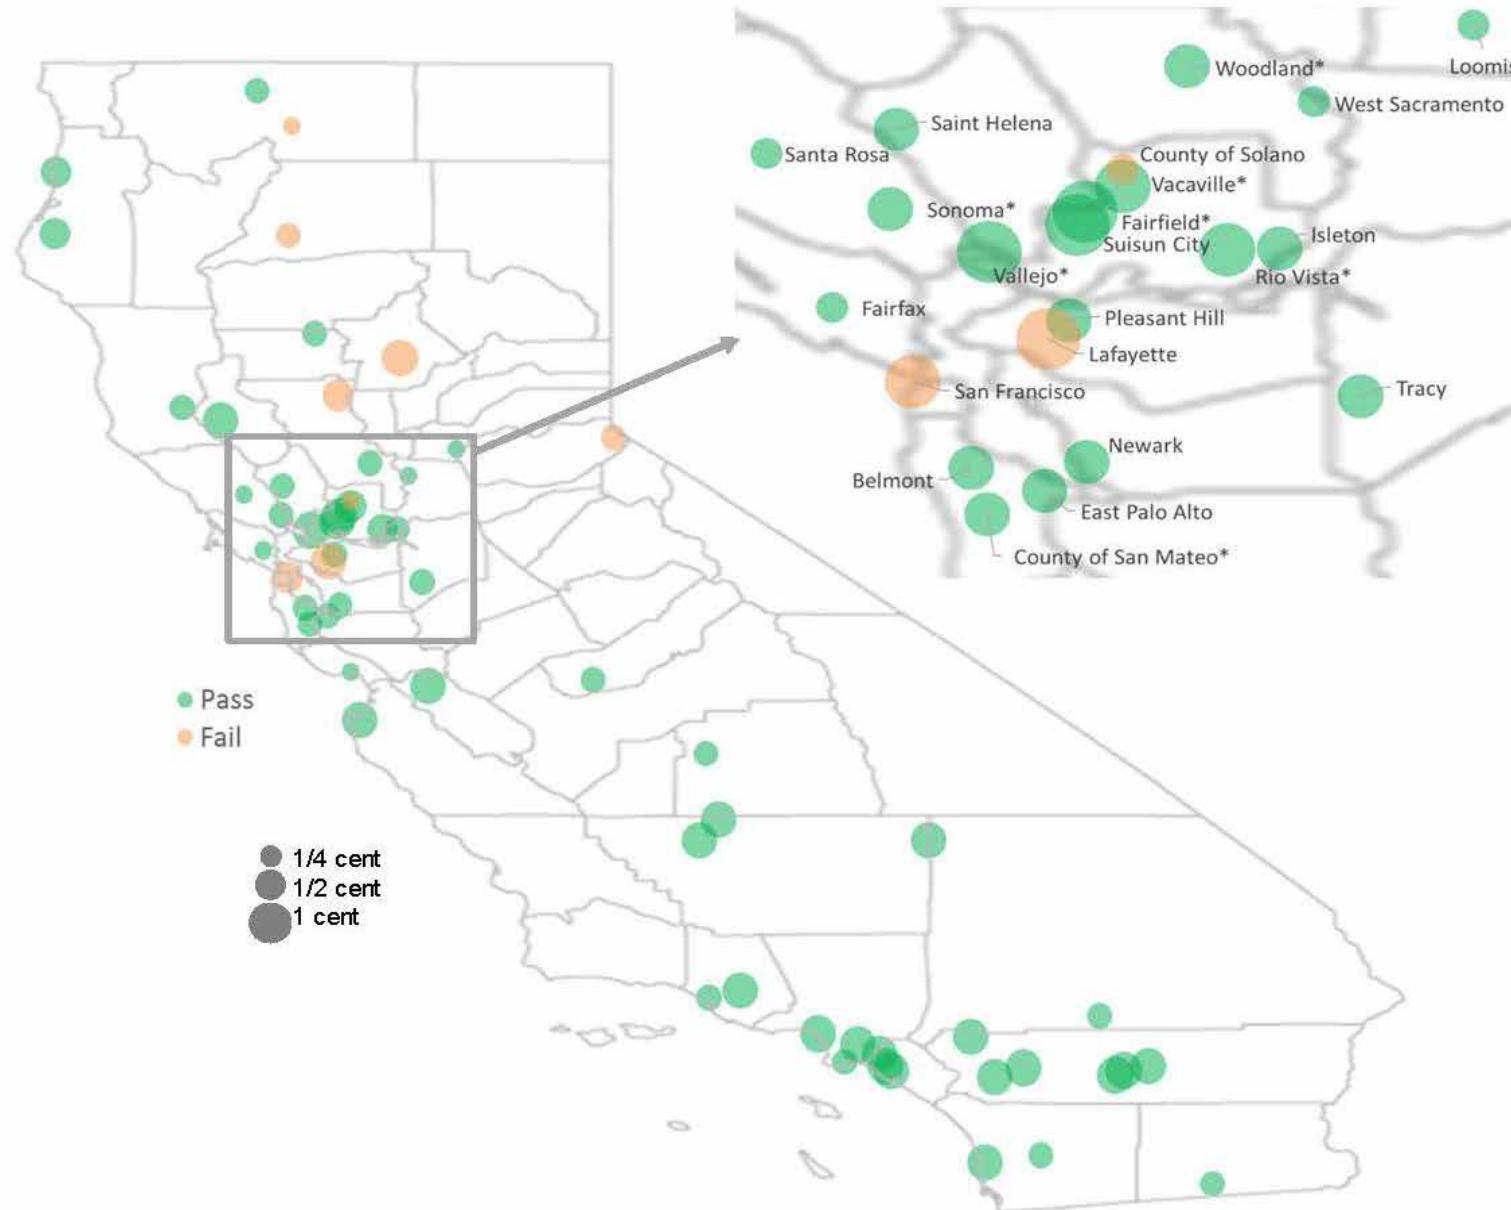 Woodland*
Loomis
West Sacramento
Saint Helena
Santa Rosa
County of Solano
Vacaville*
Sonoma*
Fairfield*
Suisun City
Isleton
Rio Vista*
Vallejo*
Fairfax
Pleasant Hill
Lafayette
San Francisco
Tracy
Newark
Belmont
East Palo Alto
County of San Mateo*
Pass
Fail
1/4 cent
1/2 cent
1 cent